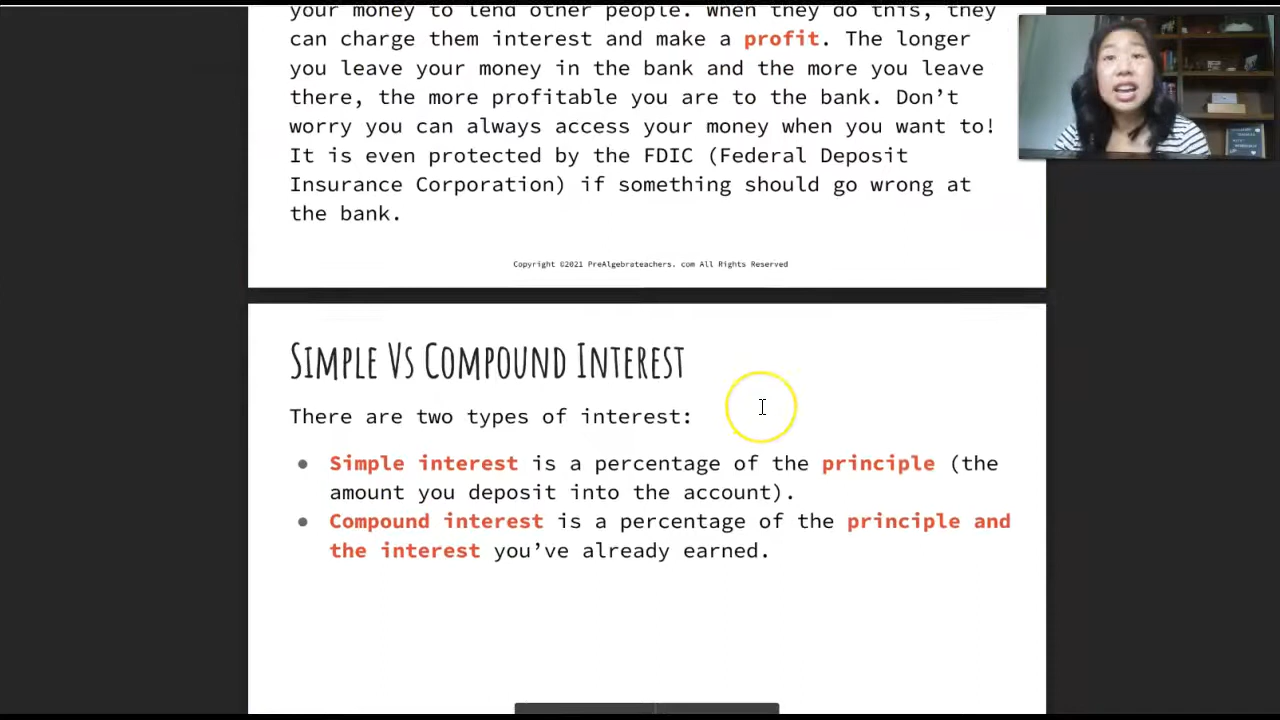 your money to lend other people. When they do this, they
can charge them interest and make a profit. The longer
you leave your money in the bank and the more you leave
there, the more profitable you are to the bank. Don’t
worry you can always access your money when you want to!
It is even protected by the FDIC (Federal Deposit
Insurance Corporation) if something should go wrong at
the bank.
Copyright ©2021 PreAlgebrateachers. com All Rights Reserved
Simple Vs Compound Interest
There are two types of interest:
● Simple interest is a percentage of the principle (the
amount you deposit into the account).
● Compound interest is a percentage of the principle and
the interest you’ve already earned.